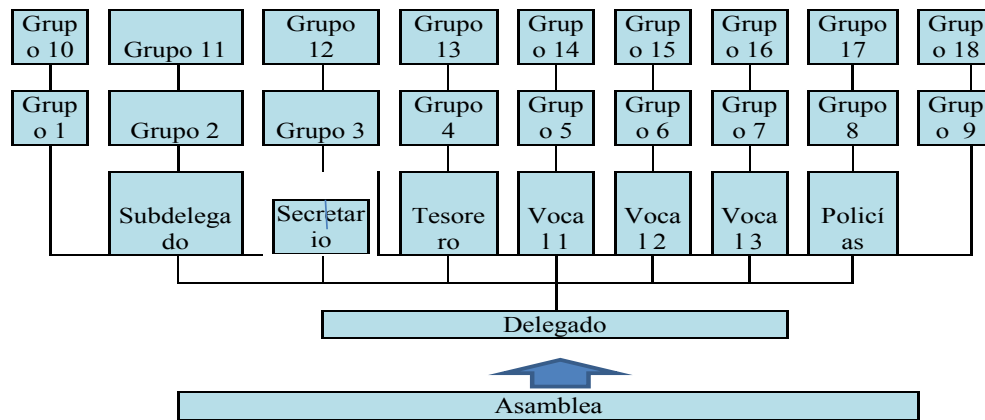 Grup
o 10
Grupo 11
Grupo
12
Grupo
13
Grup
o 14
Grup
o 15
Grup
o 16
Grupo
17
Grup
o 18
Grup
o 1
Grupo 2
Grupo 3
Grupo
4
Grup
o 5
Grup
o 6
Grup
o 7
Grupo
8
Grup
o 9
Subdelega
do
Secretar
io
Tesore
ro
Voca
l 1
Voca
l 2
Voca
l 3
Policí
as
Delegado
Asamblea